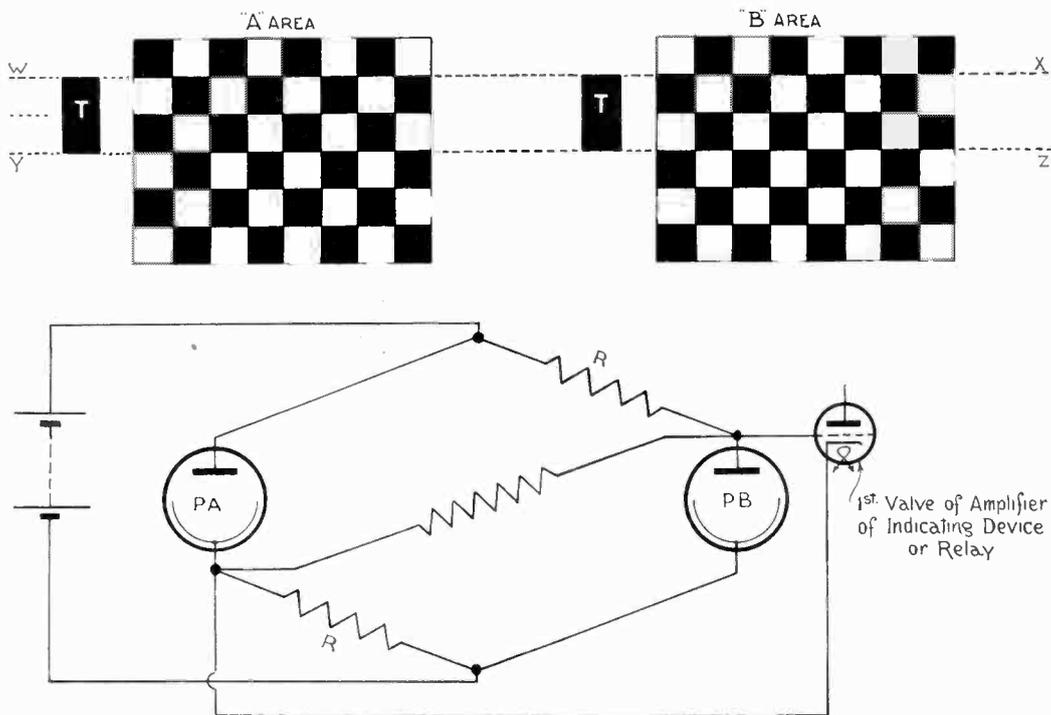 "A" AREA
"B" AREA
W
X
T
T
Y
Z
R
PA
PB
1st. Valve of Amplifier
of Indicating Device
or Relay
R